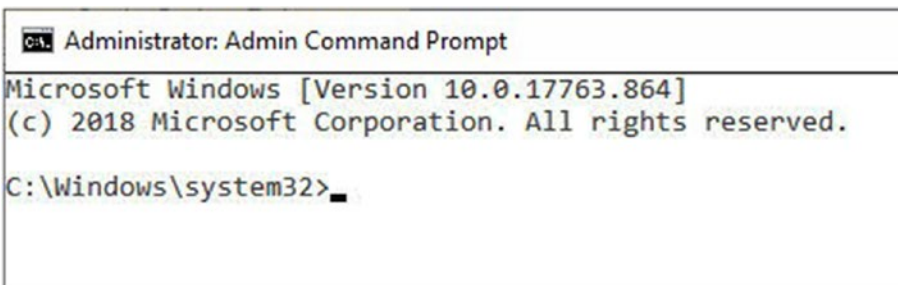 Administrator: Admin Command Prompt
Microsoft Windows [Version 10.0.17763.864]
(c) 2018 Microsoft Corporation. All rights reserved.
C:\Windows\system32>